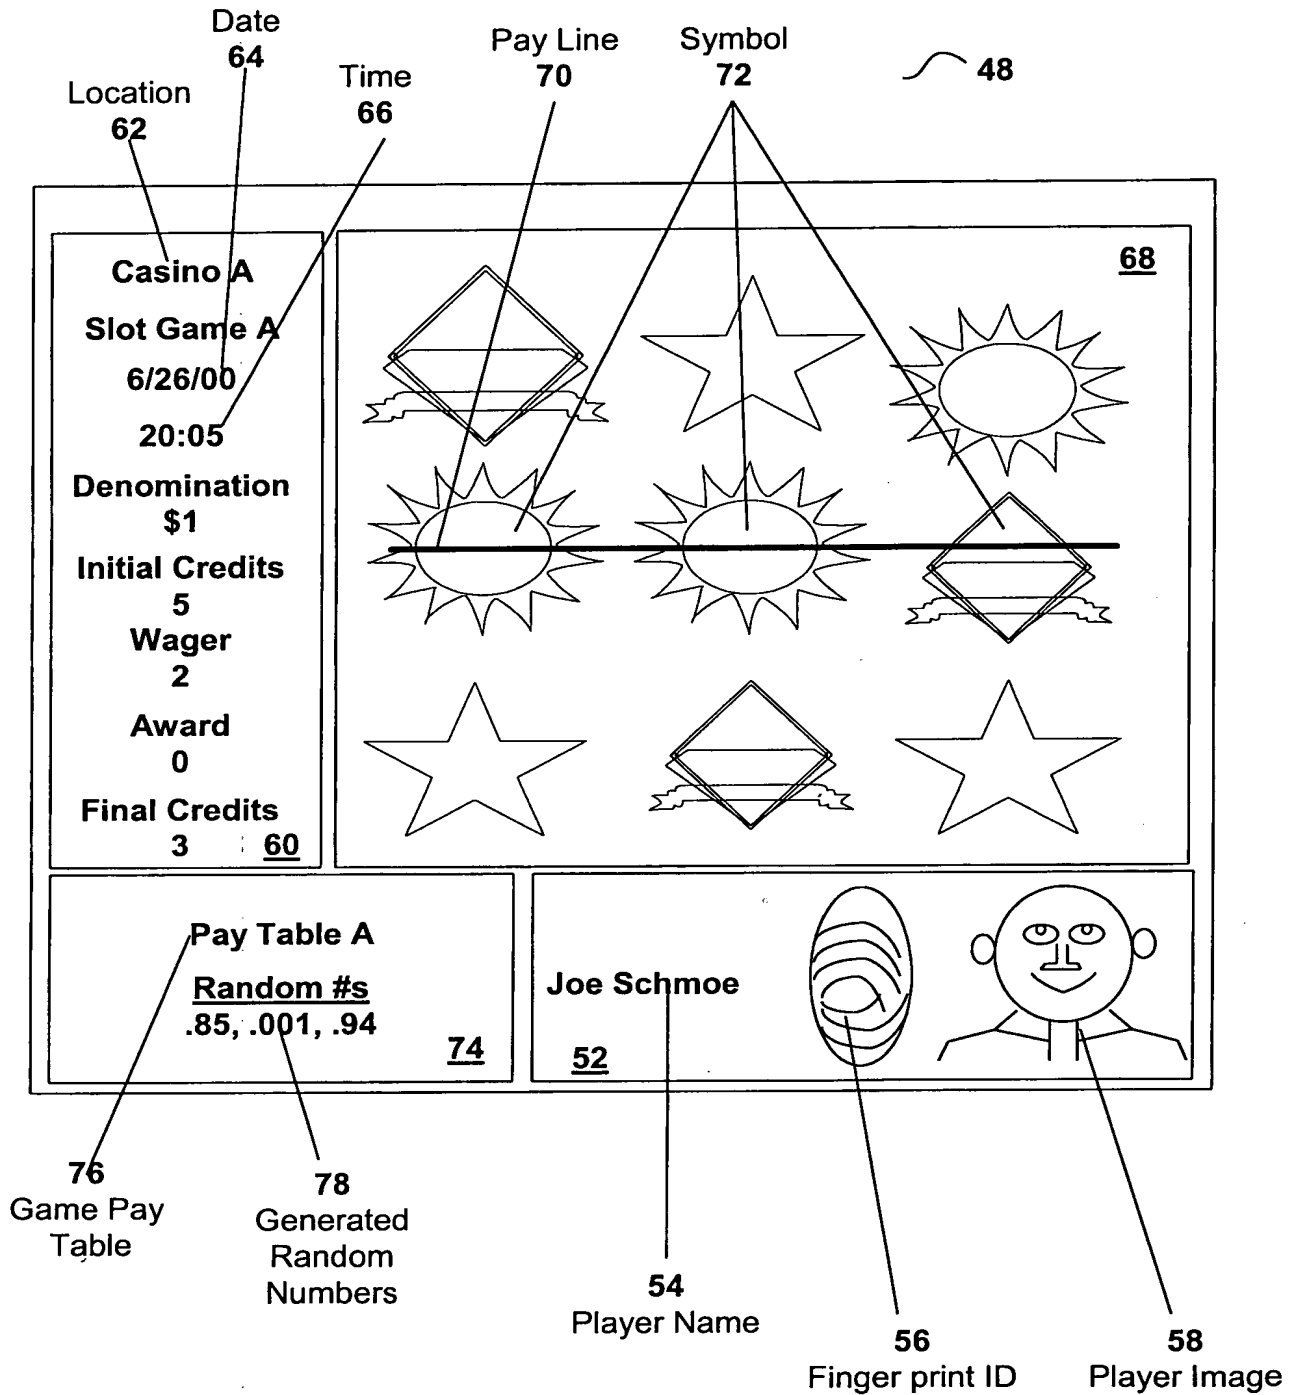 Date
64
Pay Line
70
Symbol
72
48
Time
66
Location
62
Casino A
Slot Game A
6/26/00
20:05
Denomination
$1
Initial Credits
5
Wager
2
Award
0
Final Credits
3
60
68
Pay Table A
Random #s
.85, .001, .94
74
Joe Schmoe
52
76
Game Pay
Table
78
Generated
Random
Numbers
54
Player Name
56
Finger print ID
58
Player Image